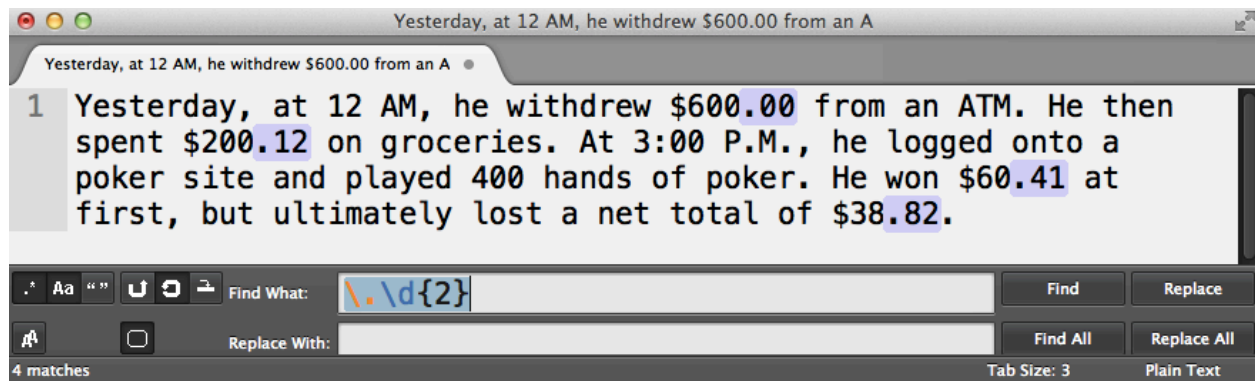 Yesterday, at 12 AM, he withdrew $600.00 from an A
Yesterday, at 12 AM, he withdrew $600.00 from an A
1 Yesterday, at 12 AM, he withdrew $600.00 from an ATM. He then
spent $200.12 on groceries. At 3:00 P.M., he logged onto a
poker site and played 400 hands of poker. He won $60.41 at
first, but ultimately lost a net total of $38.82.
.* Aa “” Find What: \.\d{2} Find Replace
Replace With: Find All Replace All
4 matches Tab Size: 3 Plain Text